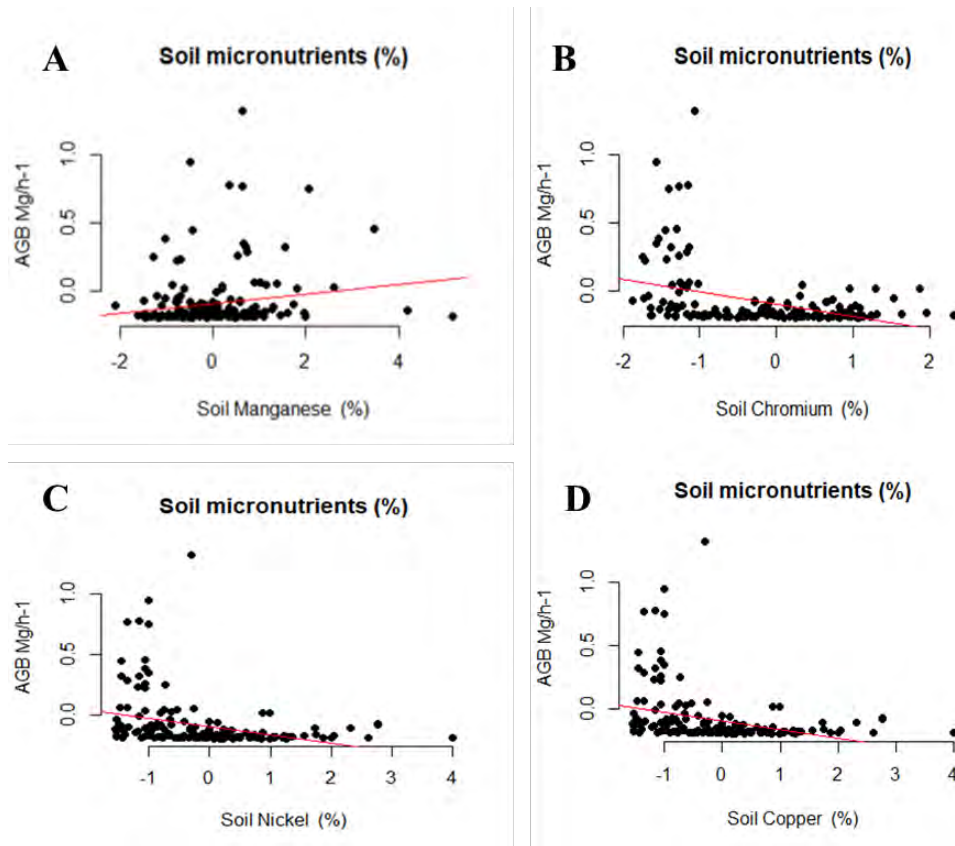 A
Soil micronutrients (%)
AGB Mg/h-1
1.0
0.5
0.0
-2 0 2 4
Soil Manganese (%)
B
Soil micronutrients (%)
AGB Mg/h-1
1.0
0.5
0.0
-2 -1 0 1 2
Soil Chromium (%)
C
Soil micronutrients (%)
AGB Mg/h-1
1.0
0.5
0.0
-1 0 1 2 3 4
Soil Nickel (%)
D
Soil micronutrients (%)
AGB Mg/h-1
1.0
0.5
0.0
-1 0 1 2 3 4
Soil Copper (%)